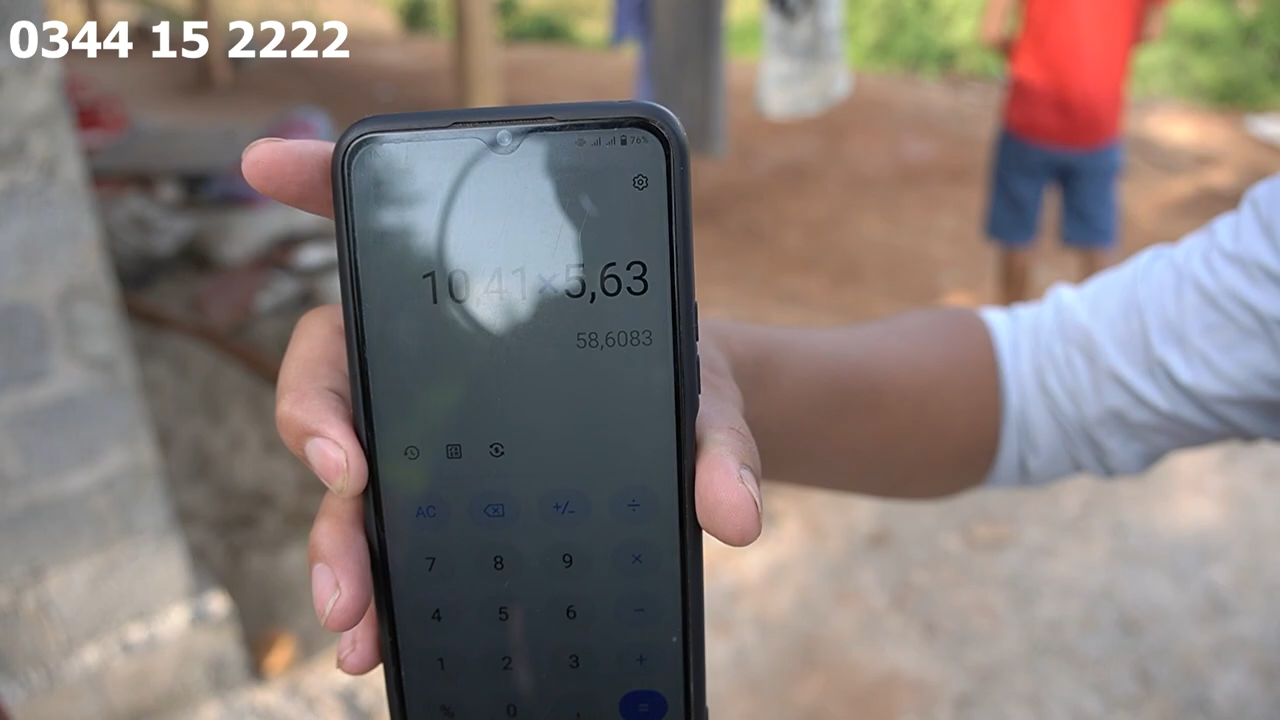 0344 15 2222
76%
10,41×5,63
58,6083
AC +/- ÷
7 8 9 ×
4 5 6 −
1 2 3 +
% 0 , =